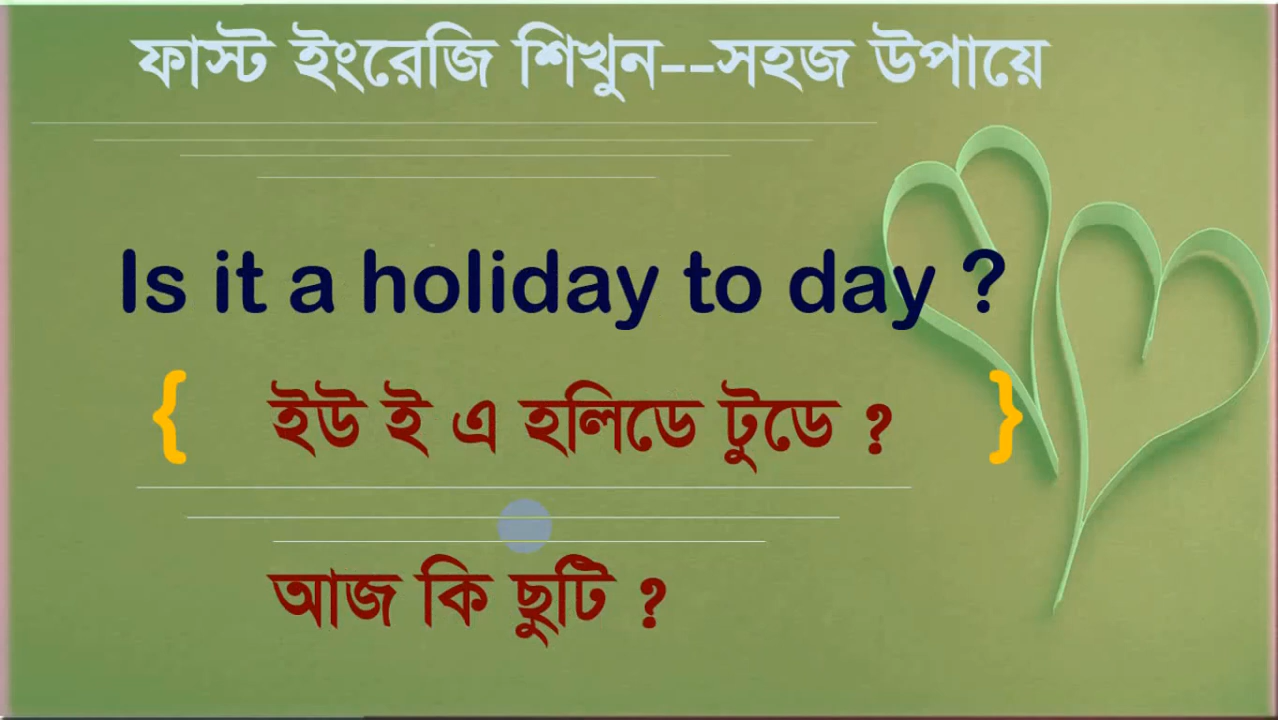 ফাস্ট ইংরেজি শিখুন--সহজ উপায়ে
Is it a holiday to day ?
{ ইউ ই এ হলিডে টুডে ? }
আজ কি ছুটি ?